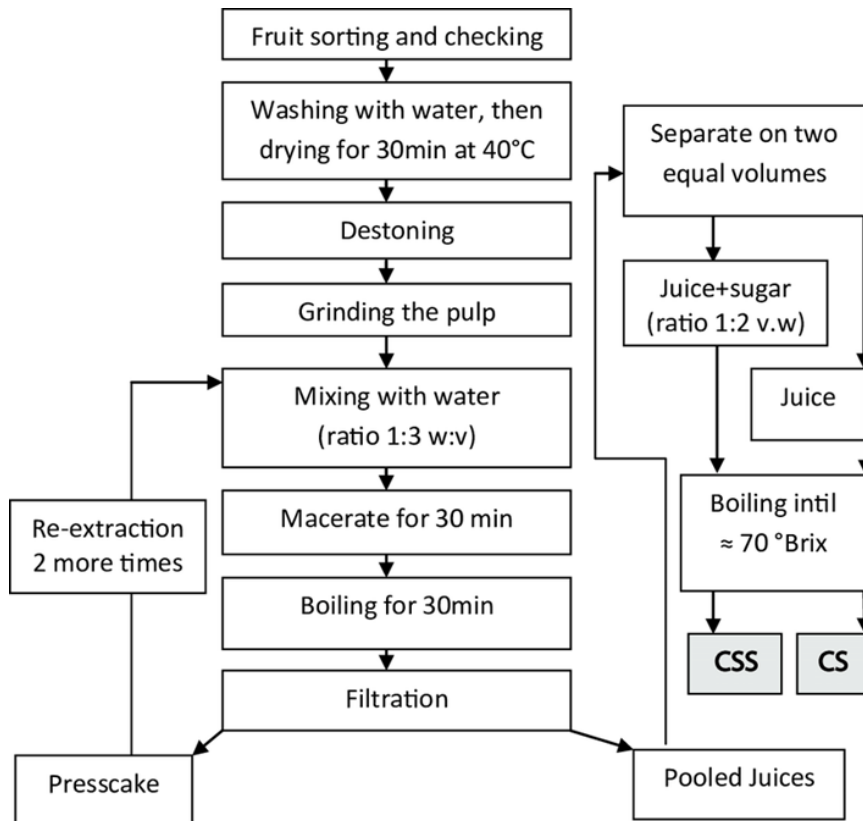 Fruit sorting and checking
Washing with water, then
drying for 30min at 40°C
Destoning
Grinding the pulp
Mixing with water
(ratio 1:3 w:v)
Macerate for 30 min
Boiling for 30min
Filtration
Presscake
Re-extraction
2 more times
Pooled Juices
Separate on two
equal volumes
Juice+sugar
(ratio 1:2 v.w)
Juice
Boiling intil
≈ 70 °Brix
CSS
CS